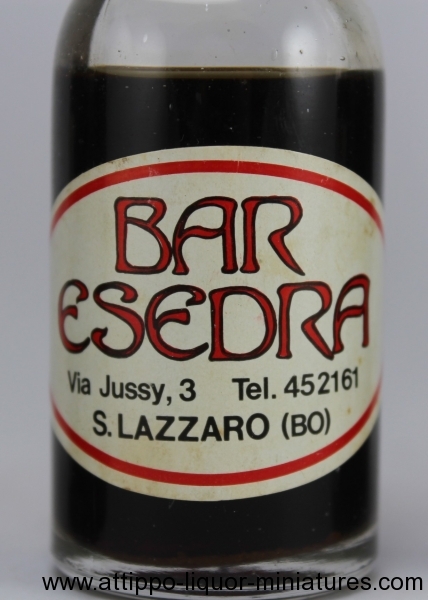 BAR
ESEDRA
Via Jussy, 3 Tel. 452161
S. LAZZARO (BO)
www.attippo-liquor-miniatures.com